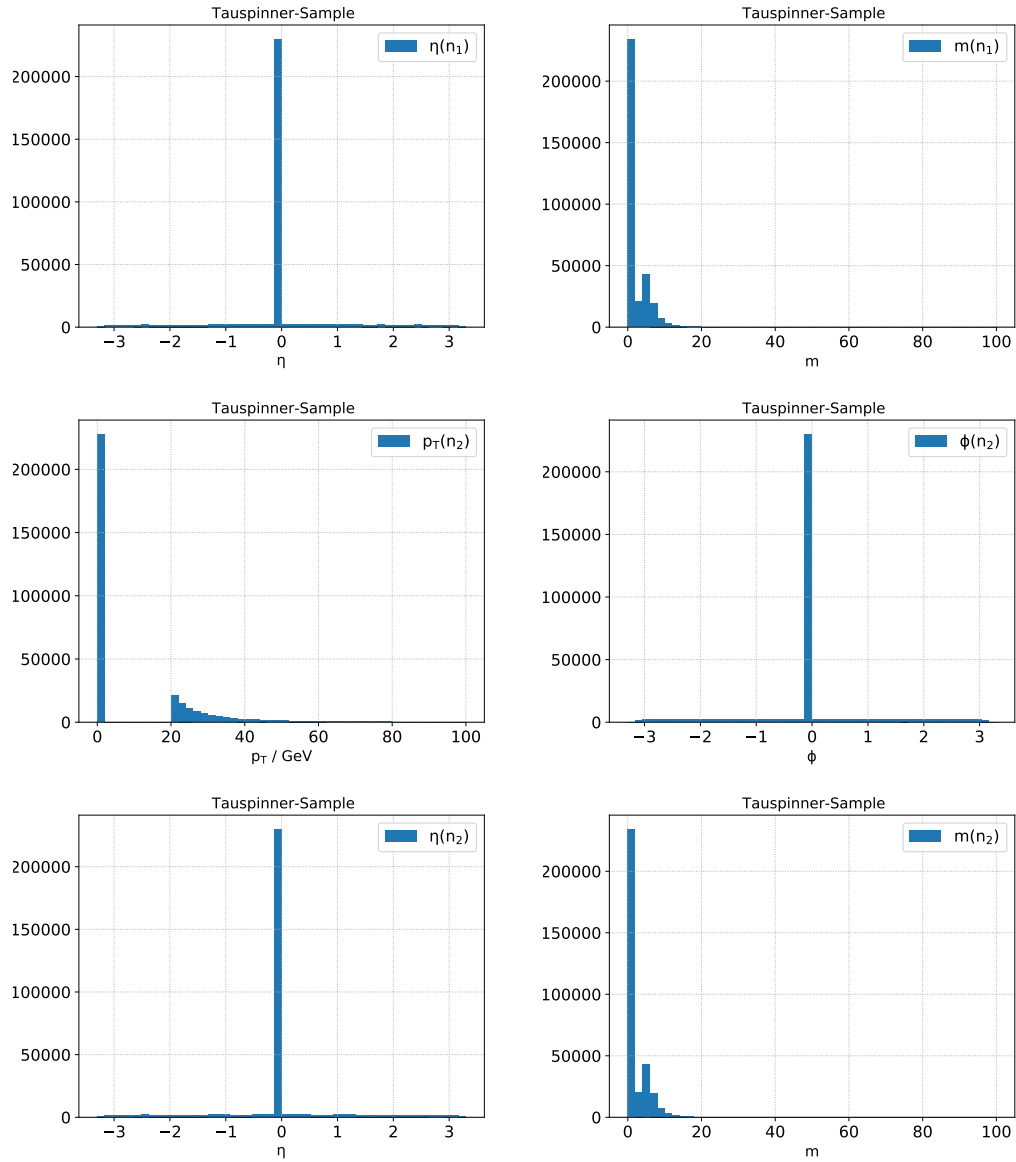 Tauspinner-Sample
η(n₁)
200000
150000
100000
50000
0
−3 −2 −1 0 1 2 3
η
Tauspinner-Sample
m(n₁)
200000
150000
100000
50000
0
0 20 40 60 80 100
m
Tauspinner-Sample
p_T(n₂)
200000
150000
100000
50000
0
0 20 40 60 80 100
p_T / GeV
Tauspinner-Sample
ϕ(n₂)
200000
150000
100000
50000
0
−3 −2 −1 0 1 2 3
ϕ
Tauspinner-Sample
η(n₂)
200000
150000
100000
50000
0
−3 −2 −1 0 1 2 3
η
Tauspinner-Sample
m(n₂)
200000
150000
100000
50000
0
0 20 40 60 80 100
m